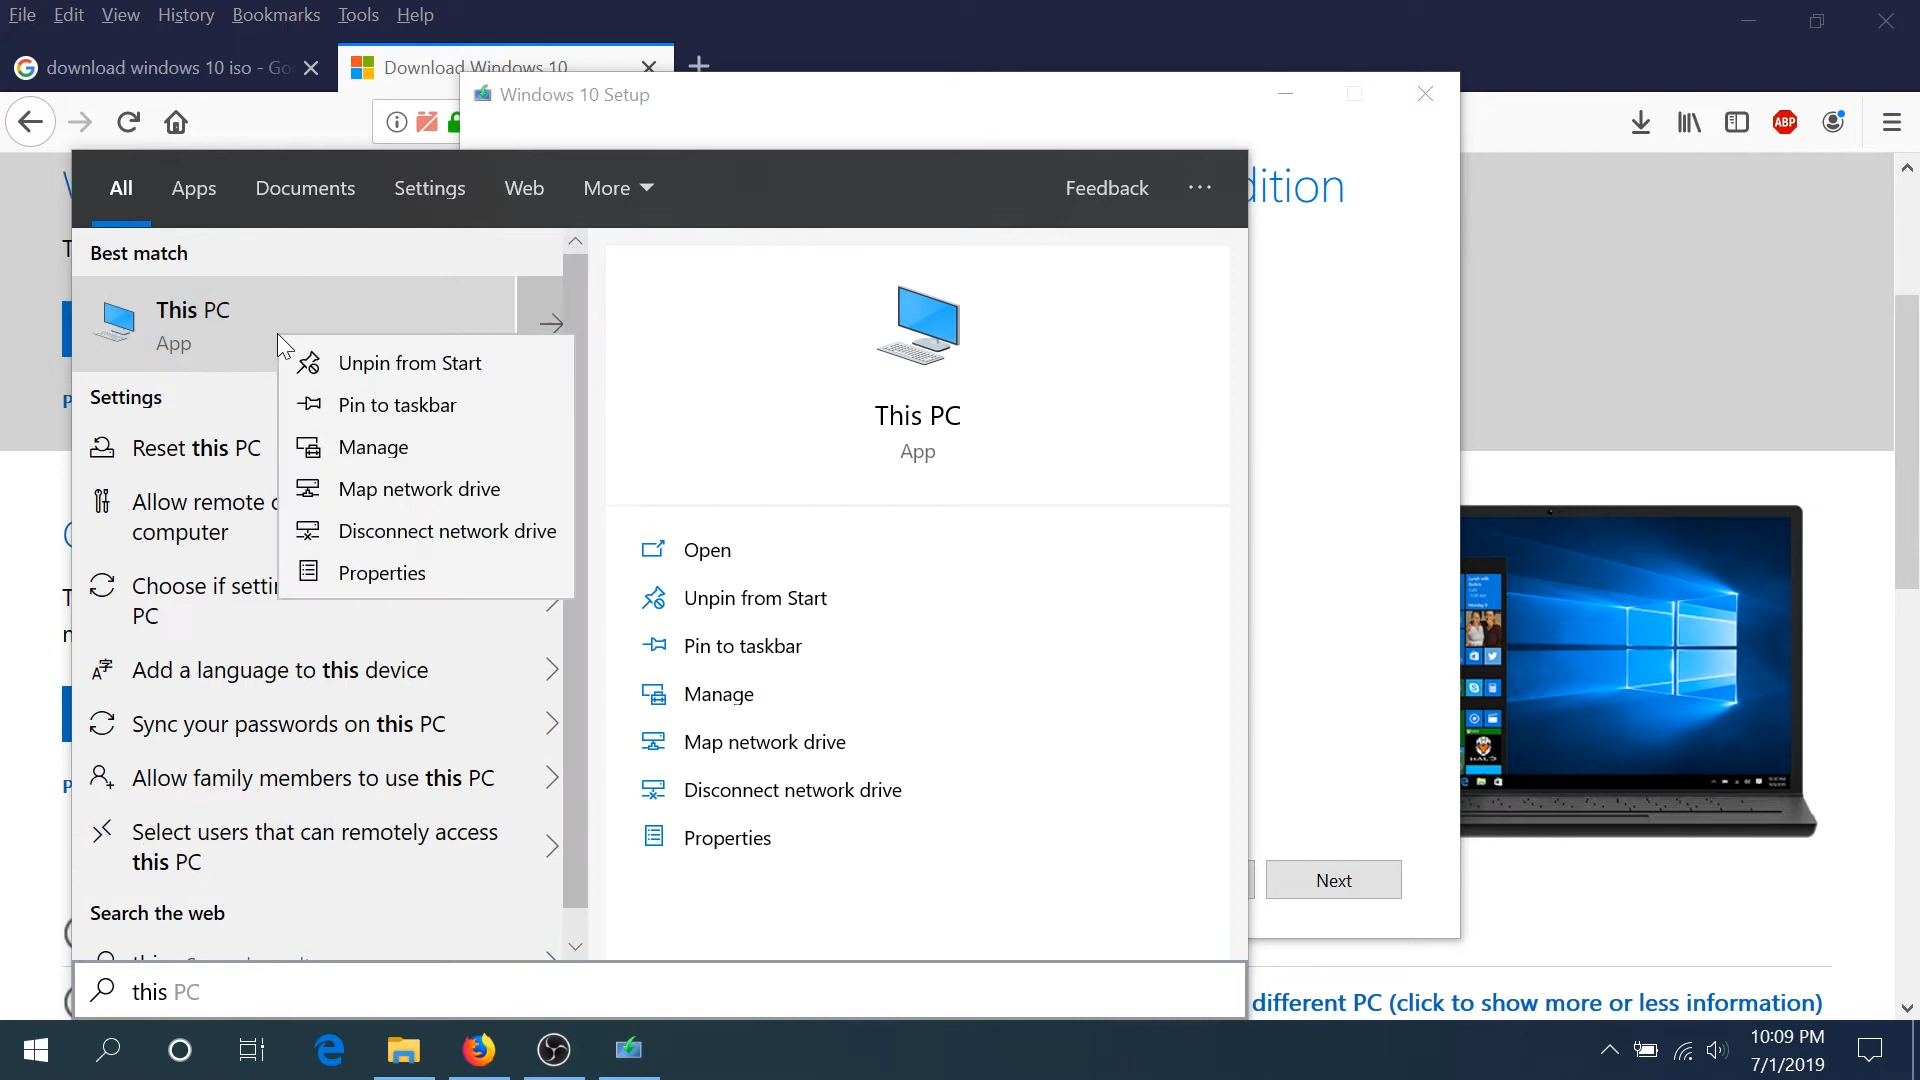 File Edit View History Bookmarks Tools Help
download windows 10 iso - Go
Download Windows 10
Windows 10 Setup
ABP
dition
All Apps Documents Settings Web More Feedback
Best match
This PC
App
Unpin from Start
Pin to taskbar
Manage
Map network drive
Disconnect network drive
Properties
Settings
Reset this PC
Allow remote c
computer
Choose if setti
PC
Add a language to this device
Sync your passwords on this PC
Allow family members to use this PC
Select users that can remotely access
this PC
Search the web
This PC
App
Open
Unpin from Start
Pin to taskbar
Manage
Map network drive
Disconnect network drive
Properties
Next
this PC
different PC (click to show more or less information)
10:09 PM
7/1/2019